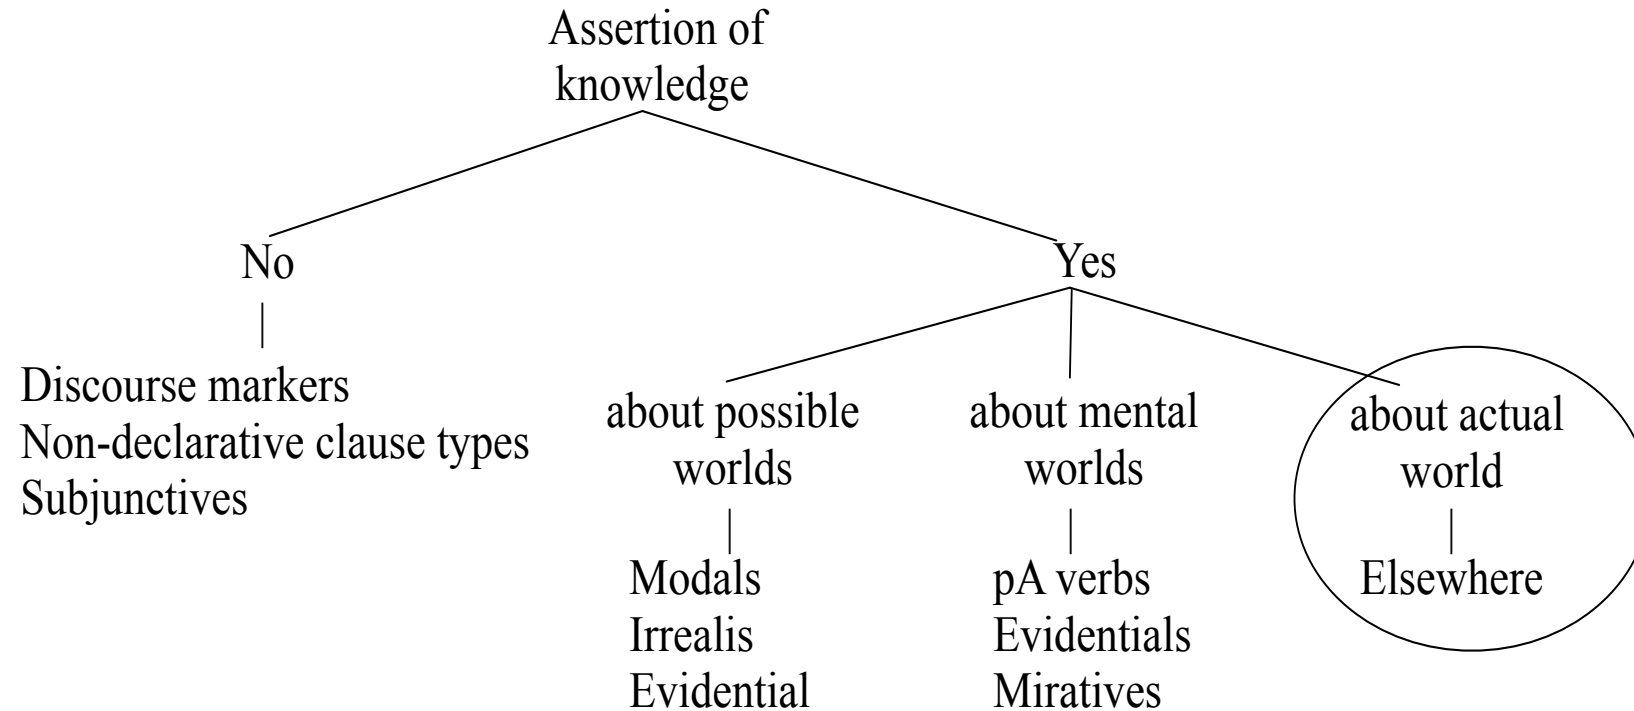 Assertion of
knowledge
No
Yes
Discourse markers
Non-declarative clause types
Subjunctives
about possible
worlds
Modals
Irrealis
Evidential
about mental
worlds
pA verbs
Evidentials
Miratives
about actual
world
Elsewhere